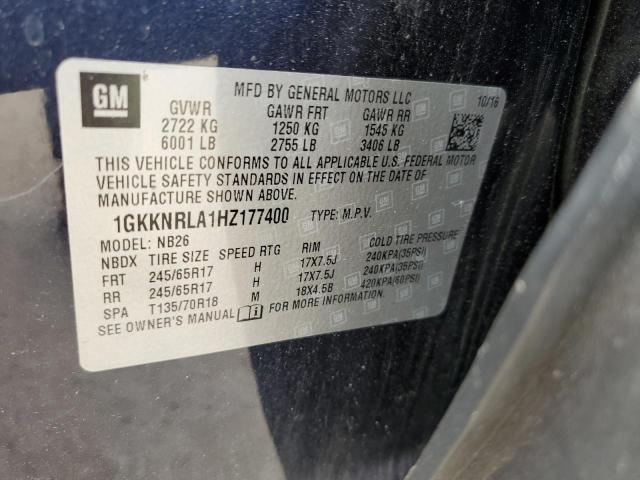 GM
MFD BY GENERAL MOTORS LLC
10/16
GVWR GAWR FRT GAWR RR
2722 KG 1250 KG 1545 KG
6001 LB 2755 LB 3406 LB
THIS VEHICLE CONFORMS TO ALL APPLICABLE U.S. FEDERAL MOTOR
VEHICLE SAFETY STANDARDS IN EFFECT ON THE DATE OF
MANUFACTURE SHOWN ABOVE.
1GKKNRLA1HZ177400 TYPE: M.P.V.
MODEL: NB26
NBDX TIRE SIZE SPEED RTG RIM COLD TIRE PRESSURE
FRT 245/65R17 H 17X7.5J 240KPA(35PSI)
RR 245/65R17 H 17X7.5J 240KPA(35PSI)
SPA T135/70R18 M 18X4.5B 420KPA(60PSI)
SEE OWNER'S MANUAL FOR MORE INFORMATION.